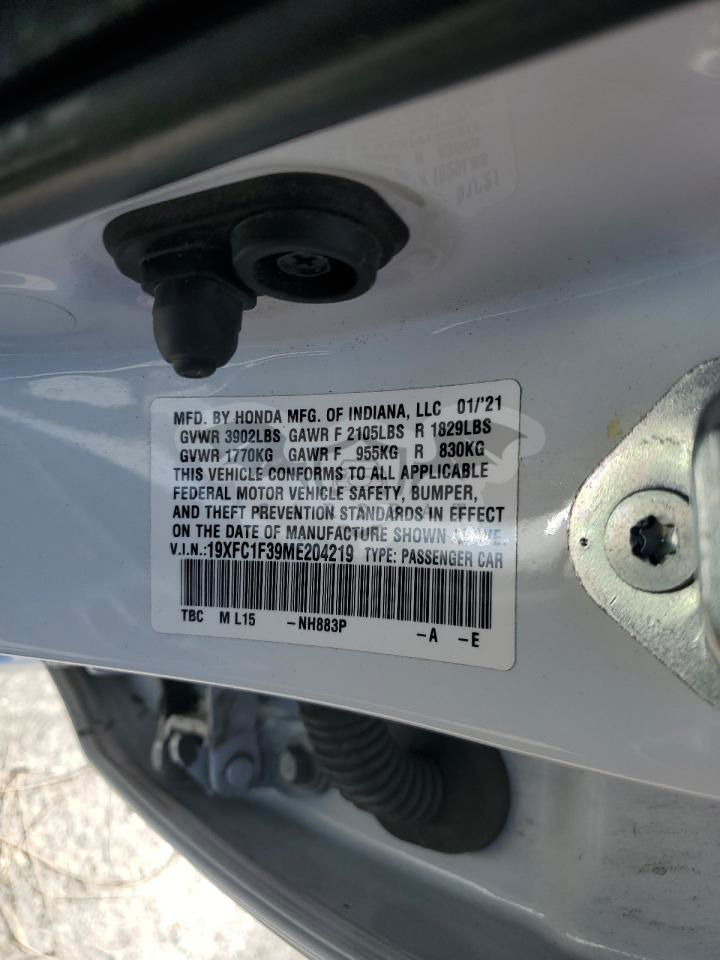 MFD. BY HONDA MFG. OF INDIANA, LLC 01/'21
GVWR 3902LBS GAWR F 2105LBS R 1829LBS
GVWR 1770KG GAWR F 955KG R 830KG
THIS VEHICLE CONFORMS TO ALL APPLICABLE
FEDERAL MOTOR VEHICLE SAFETY, BUMPER,
AND THEFT PREVENTION STANDARDS IN EFFECT
ON THE DATE OF MANUFACTURE SHOWN ABOVE.
V.I.N.:19XFC1F39ME204219 TYPE: PASSENGER CAR
TBC M L15 -NH883P -A -E